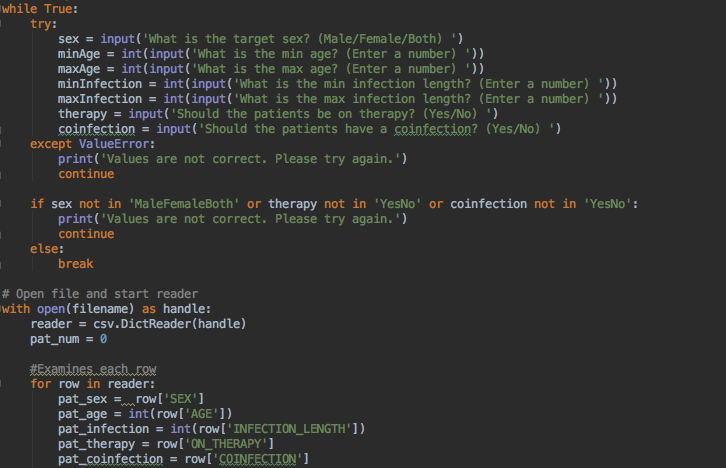 while True:
    try:
        sex = input('What is the target sex? (Male/Female/Both) ')
        minAge = int(input('What is the min age? (Enter a number) '))
        maxAge = int(input('What is the max age? (Enter a number) '))
        minInfection = int(input('What is the min infection length? (Enter a number) '))
        maxInfection = int(input('What is the max infection length? (Enter a number) '))
        therapy = input('Should the patients be on therapy? (Yes/No) ')
        coinfection = input('Should the patients have a coinfection? (Yes/No) ')
    except ValueError:
        print('Values are not correct. Please try again.')
        continue

    if sex not in 'MaleFemaleBoth' or therapy not in 'YesNo' or coinfection not in 'YesNo':
        print('Values are not correct. Please try again.')
        continue
    else:
        break

# Open file and start reader
with open(filename) as handle:
    reader = csv.DictReader(handle)
    pat_num = 0

    #Examines each row
    for row in reader:
        pat_sex =  row['SEX']
        pat_age = int(row['AGE'])
        pat_infection = int(row['INFECTION_LENGTH'])
        pat_therapy = row['ON_THERAPY']
        pat_coinfection = row['COINFECTION']